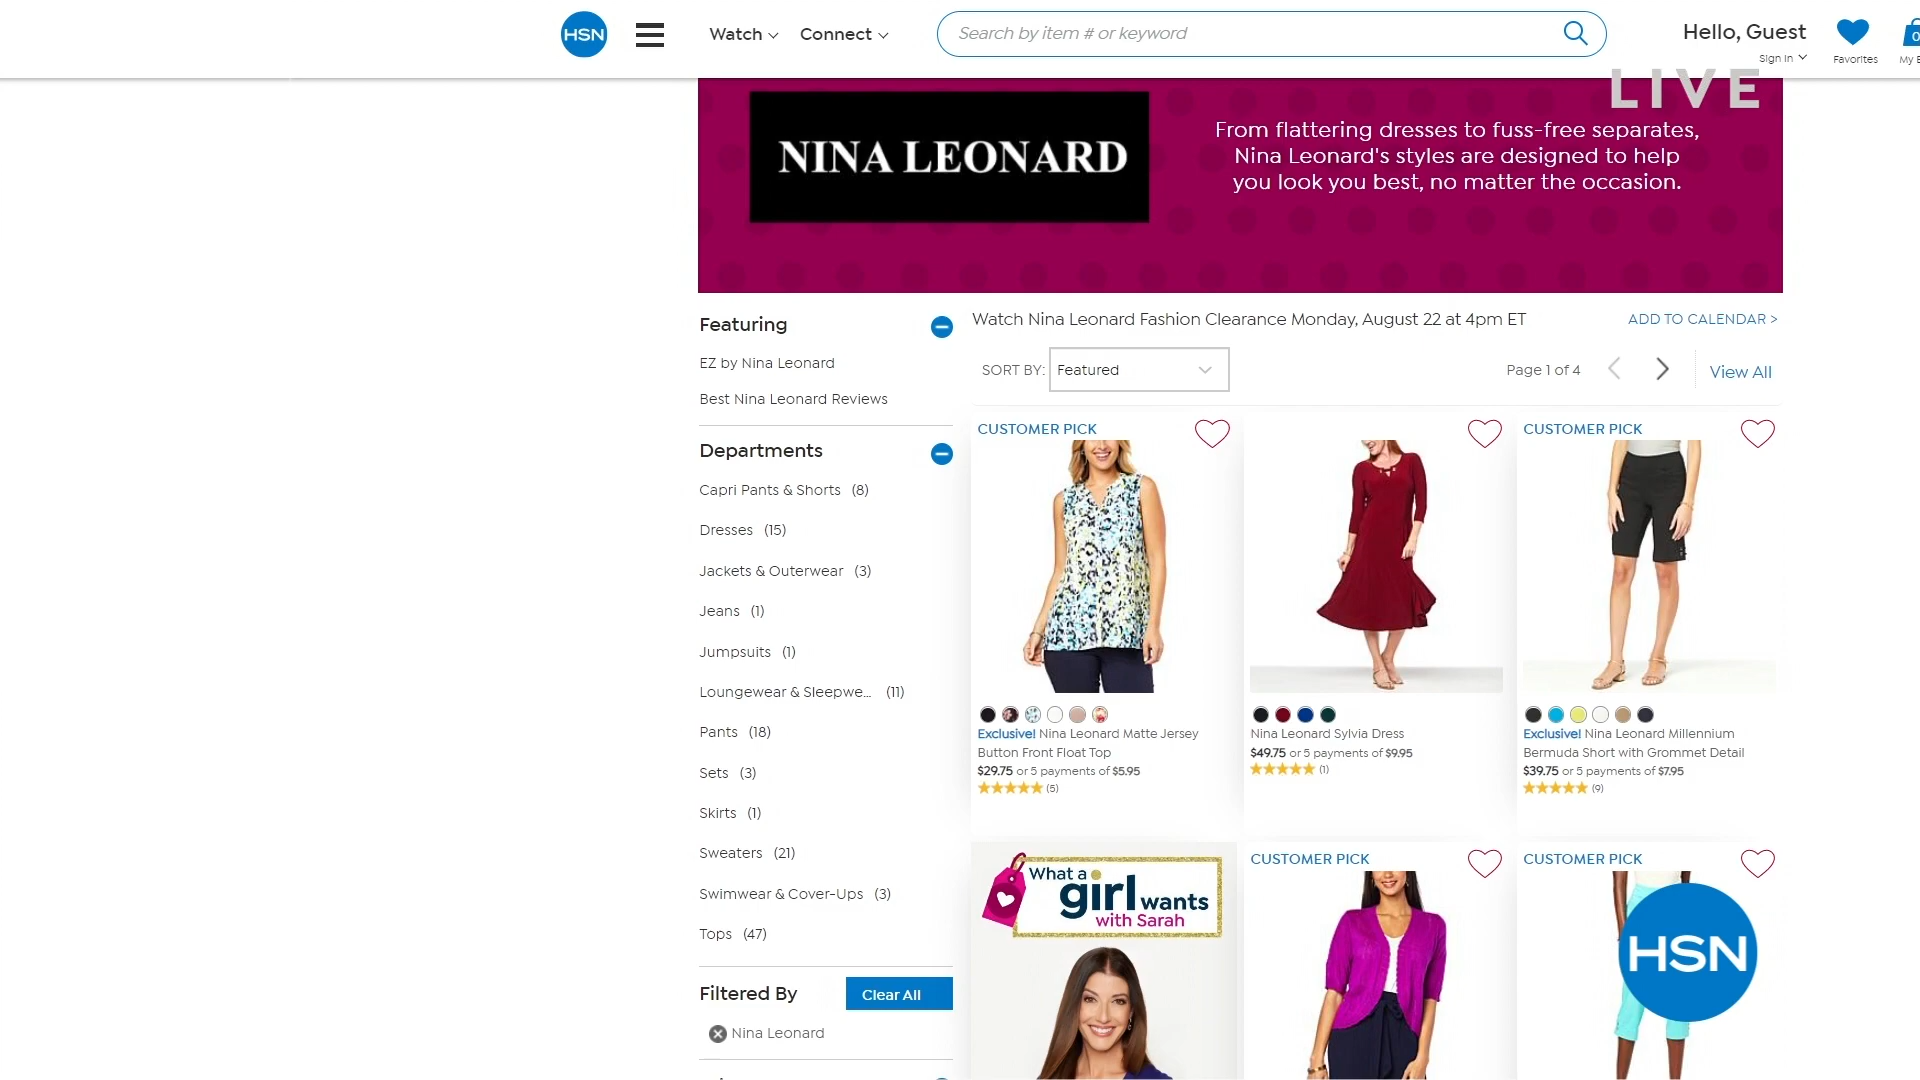 HSN
Watch
Connect
Search by item # or keyword
Hello, Guest
Sign In
Favorites
0
LIVE
NINA LEONARD
From flattering dresses to fuss-free separates,
Nina Leonard's styles are designed to help
you look you best, no matter the occasion.
Featuring
EZ by Nina Leonard
Best Nina Leonard Reviews
Departments
Capri Pants & Shorts (8)
Dresses (15)
Jackets & Outerwear (3)
Jeans (1)
Jumpsuits (1)
Loungewear & Sleepwe... (11)
Pants (18)
Sets (3)
Skirts (1)
Sweaters (21)
Swimwear & Cover-Ups (3)
Tops (47)
Filtered By
Clear All
Nina Leonard
Watch Nina Leonard Fashion Clearance Monday, August 22 at 4pm ET
ADD TO CALENDAR >
SORT BY: Featured
Page 1 of 4
View All
CUSTOMER PICK
Exclusive! Nina Leonard Matte Jersey
Button Front Float Top
$29.75 or 5 payments of $5.95
(5)
Nina Leonard Sylvia Dress
$49.75 or 5 payments of $9.95
(1)
CUSTOMER PICK
Exclusive! Nina Leonard Millennium
Bermuda Short with Grommet Detail
$39.75 or 5 payments of $7.95
(9)
What a
girl wants
with Sarah
CUSTOMER PICK
CUSTOMER PICK
HSN